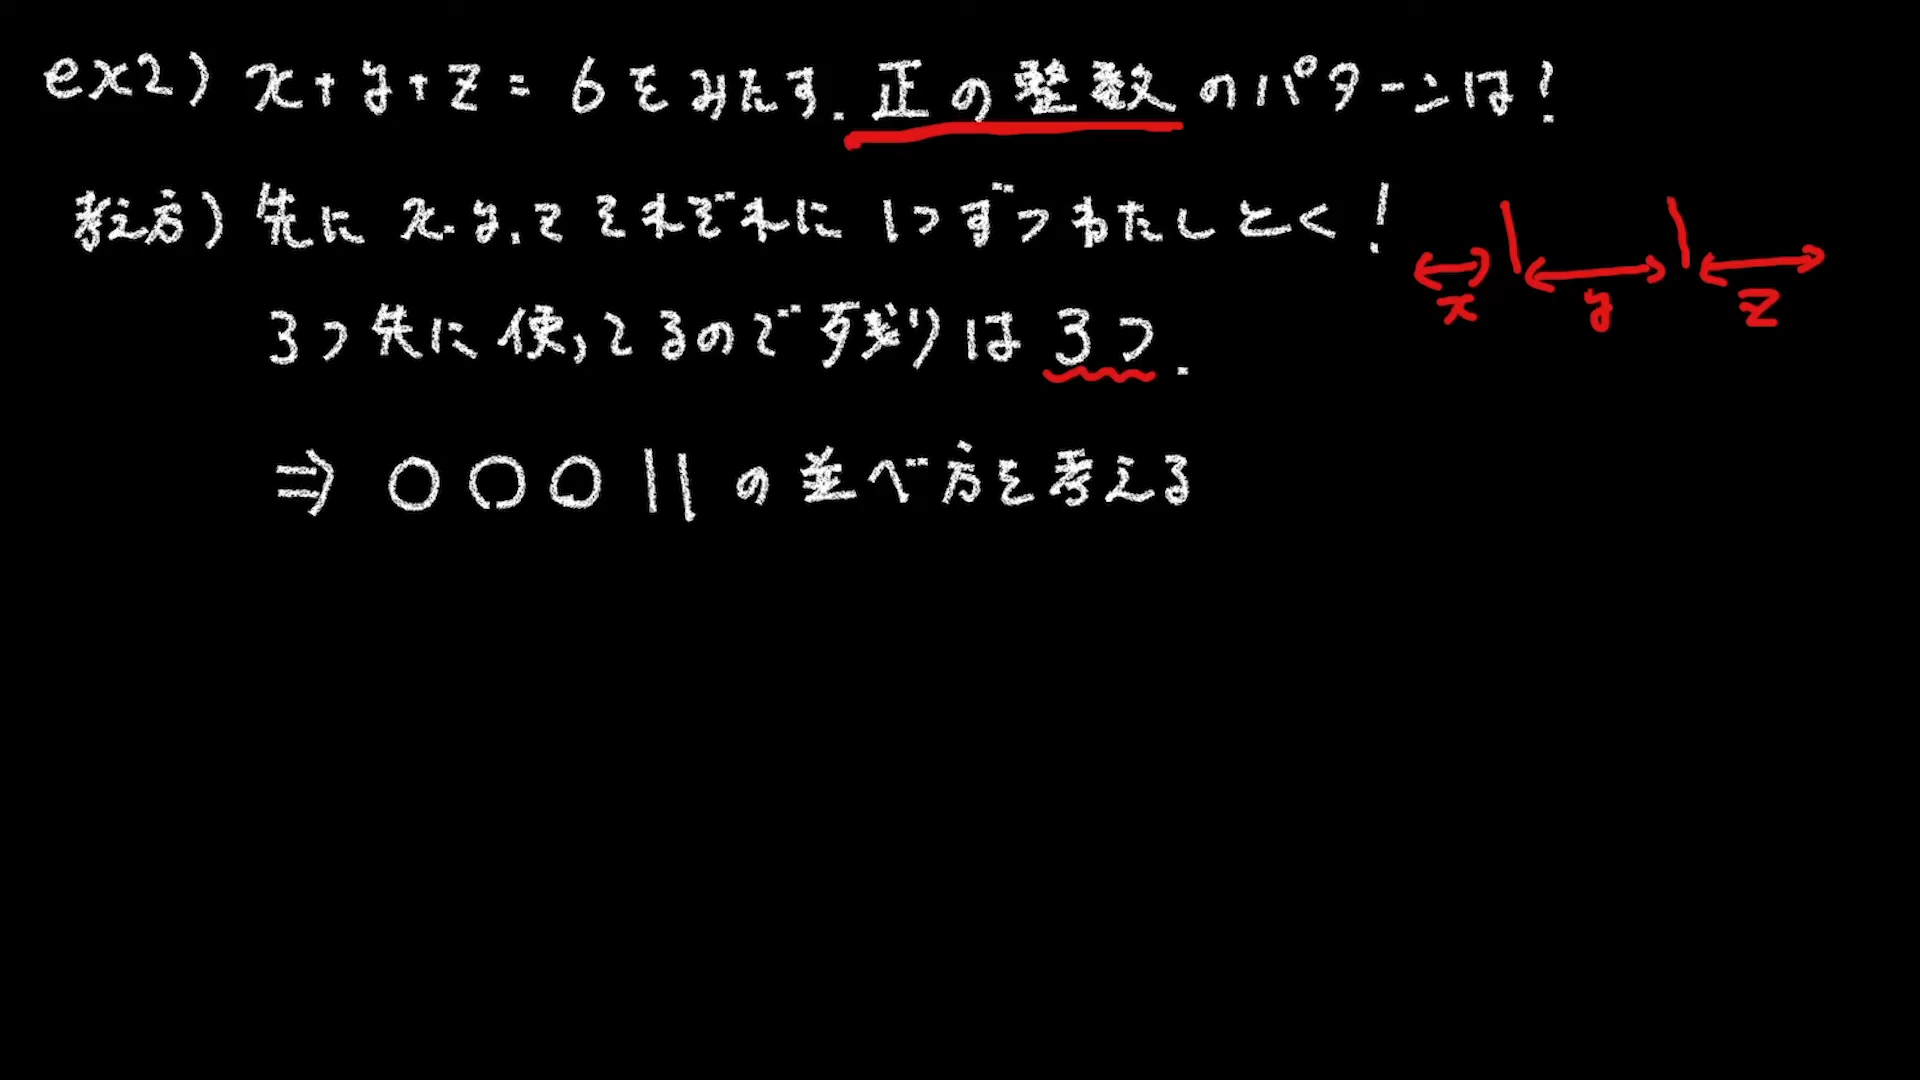 ex2) x+y+z=6をみたす.正の整数のパターンは?
考え方)先にx.y.zそれぞれに1つずつわたしとく!
x y z
3つ先に使ってるので残りは3つ.
⇒○○○||の並べ方を考える